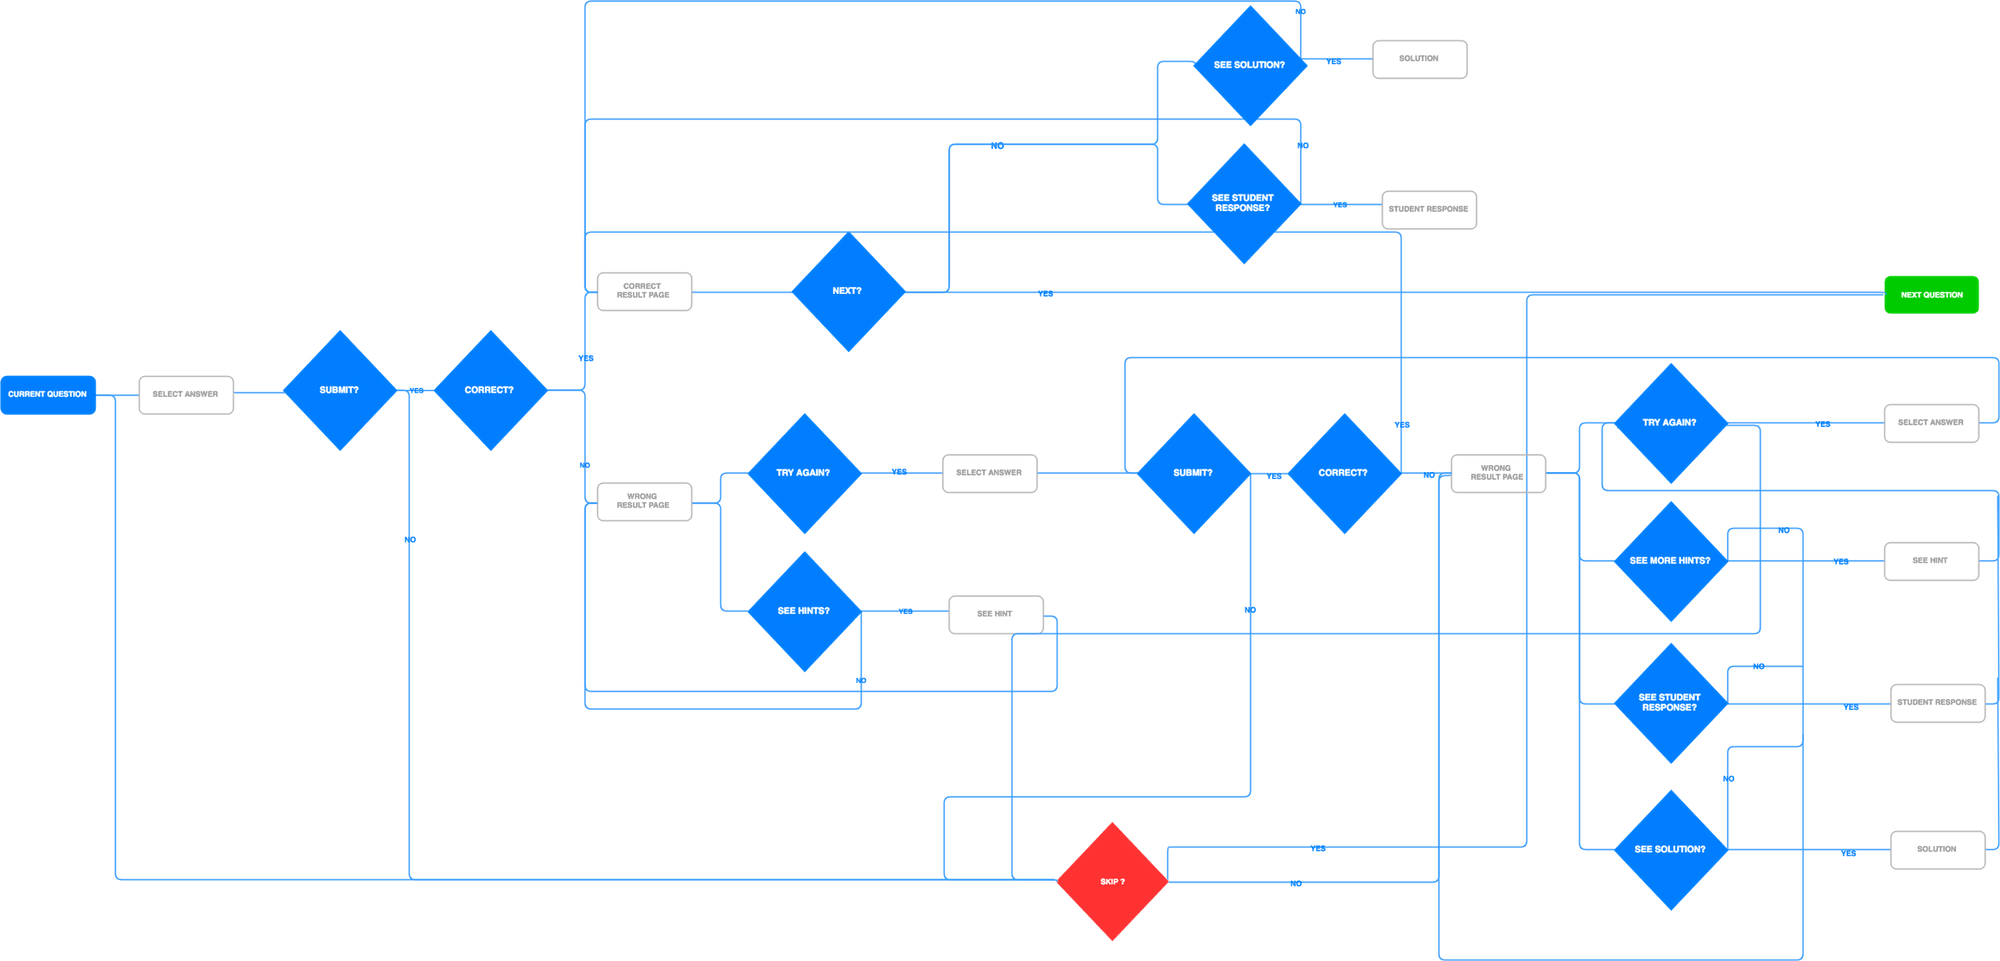 NO
SEE SOLUTION?
YES
SOLUTION
NO
NO
SEE STUDENT
RESPONSE?
YES
STUDENT RESPONSE
CORRECT
RESULT PAGE
NEXT?
YES
NEXT QUESTION
YES
CURRENT QUESTION
SELECT ANSWER
SUBMIT?
YES
CORRECT?
NO
NO
WRONG
RESULT PAGE
TRY AGAIN?
YES
SELECT ANSWER
SUBMIT?
YES
CORRECT?
YES
NO
WRONG
RESULT PAGE
TRY AGAIN?
YES
SELECT ANSWER
SEE HINTS?
YES
SEE HINT
NO
NO
SEE MORE HINTS?
NO
YES
SEE HINT
SEE STUDENT
RESPONSE?
NO
YES
STUDENT RESPONSE
NO
SEE SOLUTION?
YES
SOLUTION
SKIP ?
YES
NO